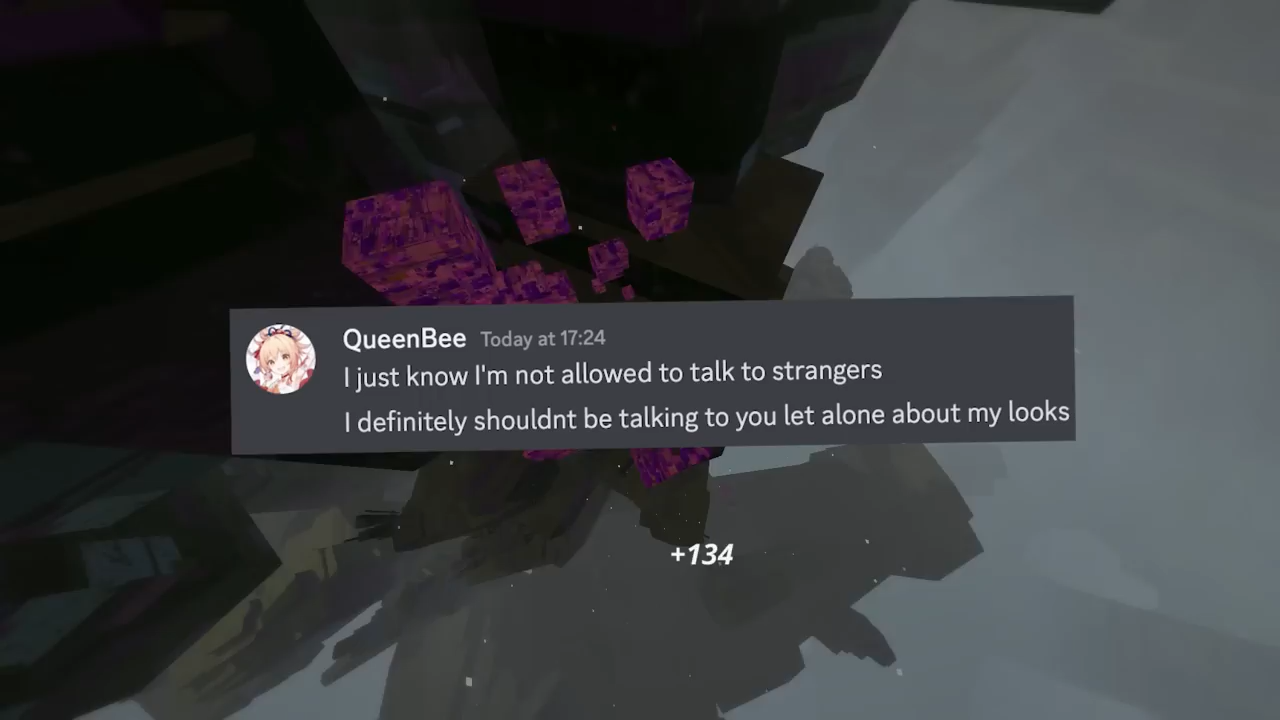 QueenBee Today at 17:24
I just know I'm not allowed to talk to strangers
I definitely shouldnt be talking to you let alone about my looks
+134